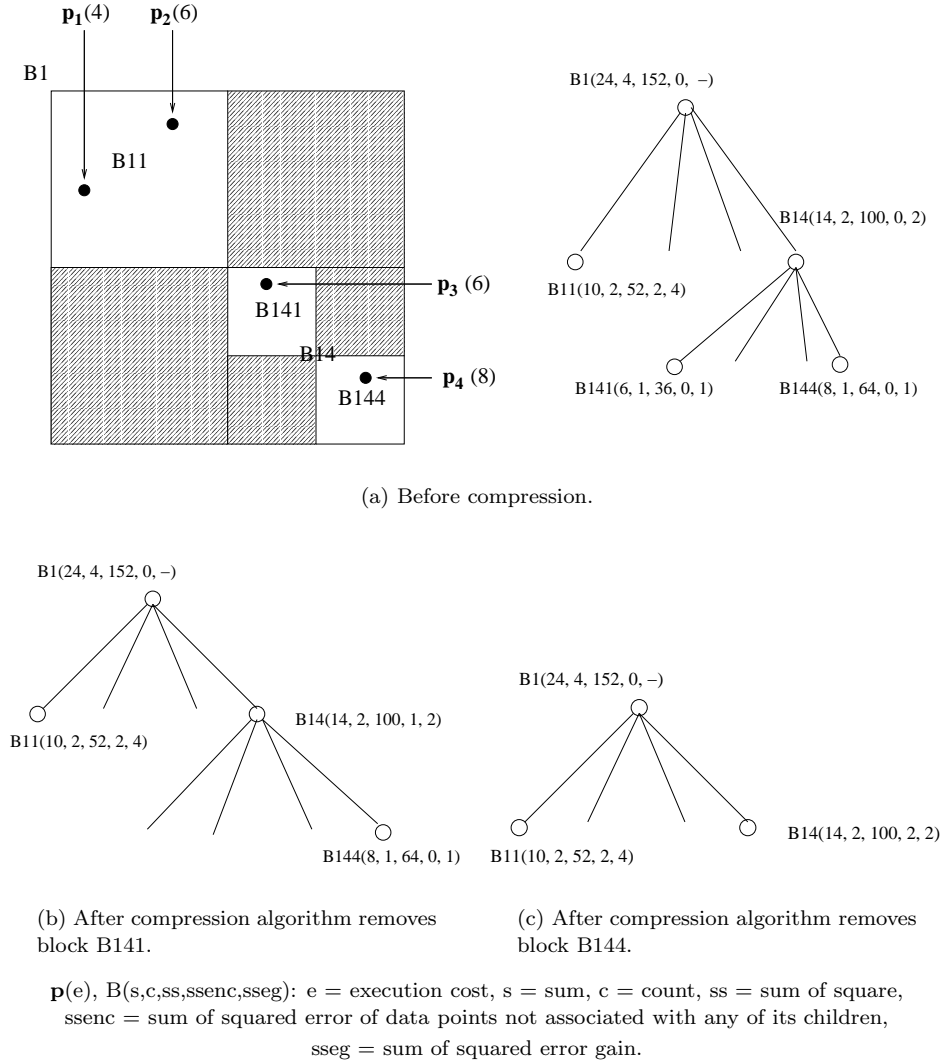 p1(4) p2(6)
B1
B11
B141
B14
B144
p3 (6)
p4 (8)
B1(24, 4, 152, 0, –)
B14(14, 2, 100, 0, 2)
B11(10, 2, 52, 2, 4)
B141(6, 1, 36, 0, 1) B144(8, 1, 64, 0, 1)
(a) Before compression.
B1(24, 4, 152, 0, –)
B14(14, 2, 100, 1, 2)
B11(10, 2, 52, 2, 4)
B144(8, 1, 64, 0, 1)
B1(24, 4, 152, 0, –)
B14(14, 2, 100, 2, 2)
B11(10, 2, 52, 2, 4)
(b) After compression algorithm removes
block B141.
(c) After compression algorithm removes
block B144.
p(e), B(s,c,ss,ssenc,sseg): e = execution cost, s = sum, c = count, ss = sum of square,
ssenc = sum of squared error of data points not associated with any of its children,
sseg = sum of squared error gain.